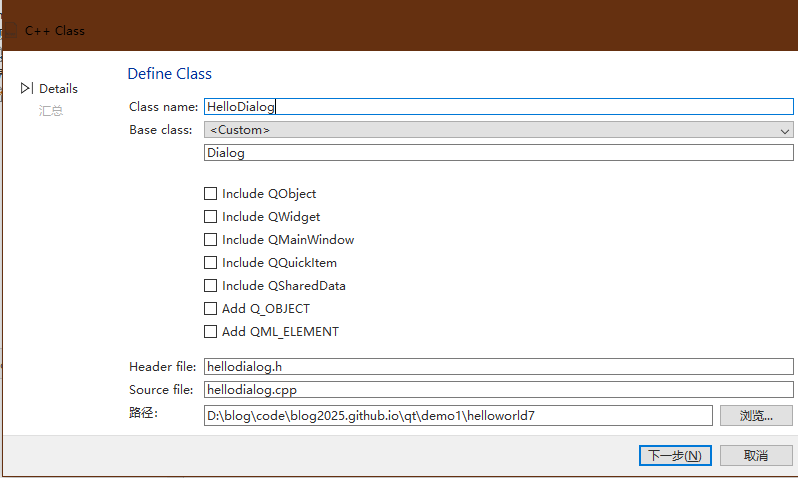 C++ Class
Define Class
Details
汇总
Class name: HelloDialog
Base class: <Custom>
Dialog
Include QObject
Include QWidget
Include QMainWindow
Include QQuickItem
Include QSharedData
Add Q_OBJECT
Add QML_ELEMENT
Header file: hellodialog.h
Source file: hellodialog.cpp
路径: D:\blog\code\blog2025.github.io\qt\demo1\helloworld7 浏览...
下一步(N) 取消